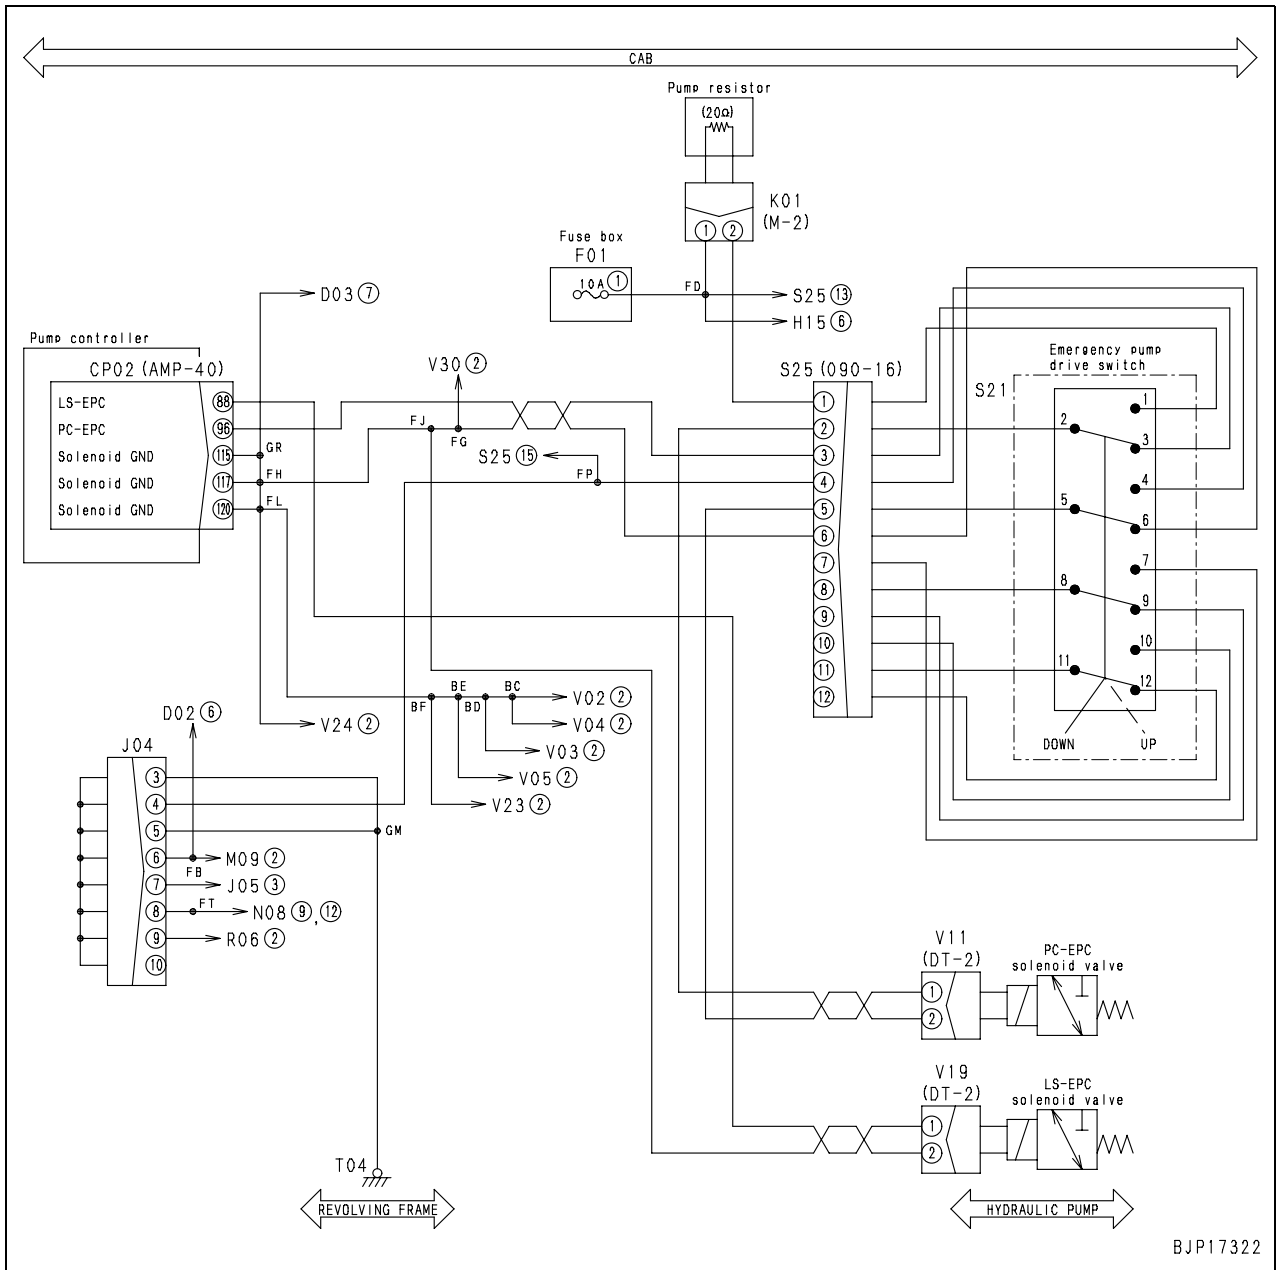 CAB
Pump resistor
(20Ω)
K01
(M-2)
1 2
Fuse box
F01
10A 1
FD
S25 13
H15 6
D03 7
Pump controller
CP02 (AMP-40)
LS-EPC 88
PC-EPC 96
Solenoid GND 115
Solenoid GND 117
Solenoid GND 120
GR
FH
FL
V30 2
FJ
FG
S25 15
FP
S25 (090-16)
1
2
3
4
5
6
7
8
9
10
11
12
Emergency pump
drive switch
S21
1
2
3
4
5
6
7
8
9
10
11
12
DOWN UP
BE BC
BF BD
V02 2
V04 2
V03 2
V05 2
V23 2
V24 2
D02 6
J04
3
4
5
6
7
8
9
10
GM
M09 2
FB
J05 3
FT
N08 9 , 12
R06 2
V11
(DT-2)
1
2
PC-EPC
solenoid valve
V19
(DT-2)
1
2
LS-EPC
solenoid valve
T04
REVOLVING FRAME
HYDRAULIC PUMP
BJP17322